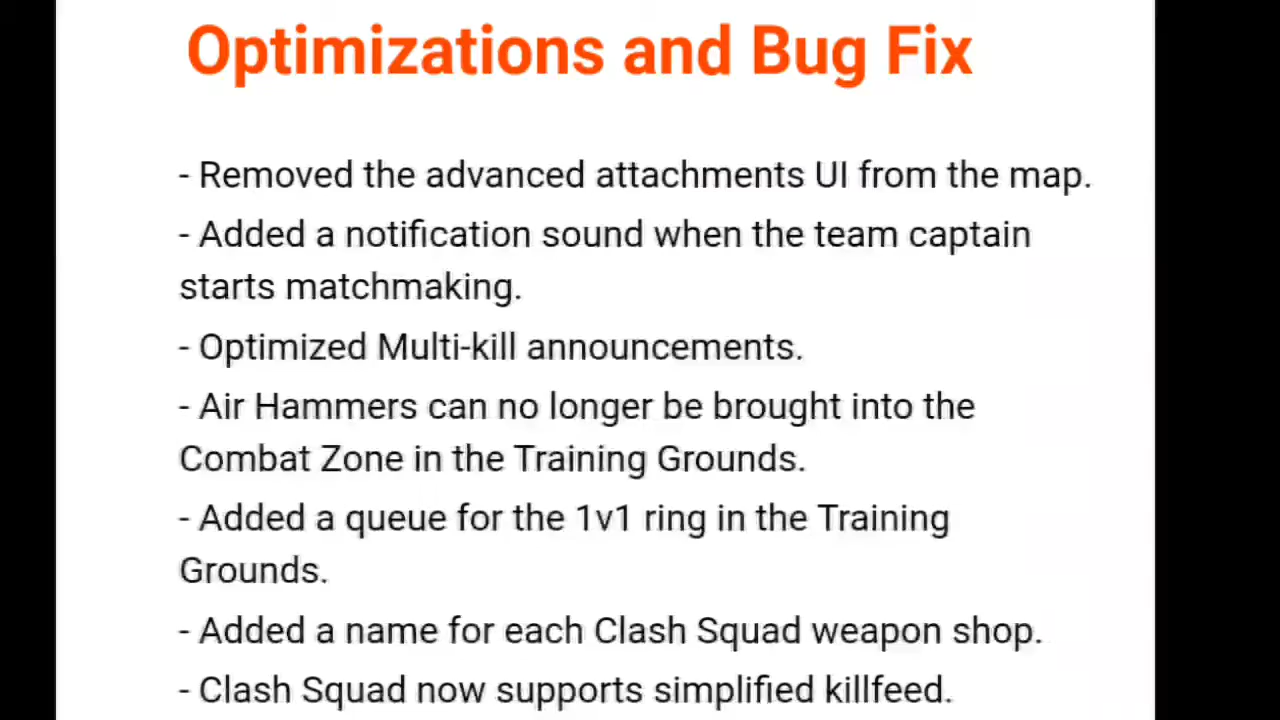 Optimizations and Bug Fix
- Removed the advanced attachments UI from the map.
- Added a notification sound when the team captain
starts matchmaking.
- Optimized Multi-kill announcements.
- Air Hammers can no longer be brought into the
Combat Zone in the Training Grounds.
- Added a queue for the 1v1 ring in the Training
Grounds.
- Added a name for each Clash Squad weapon shop.
- Clash Squad now supports simplified killfeed.